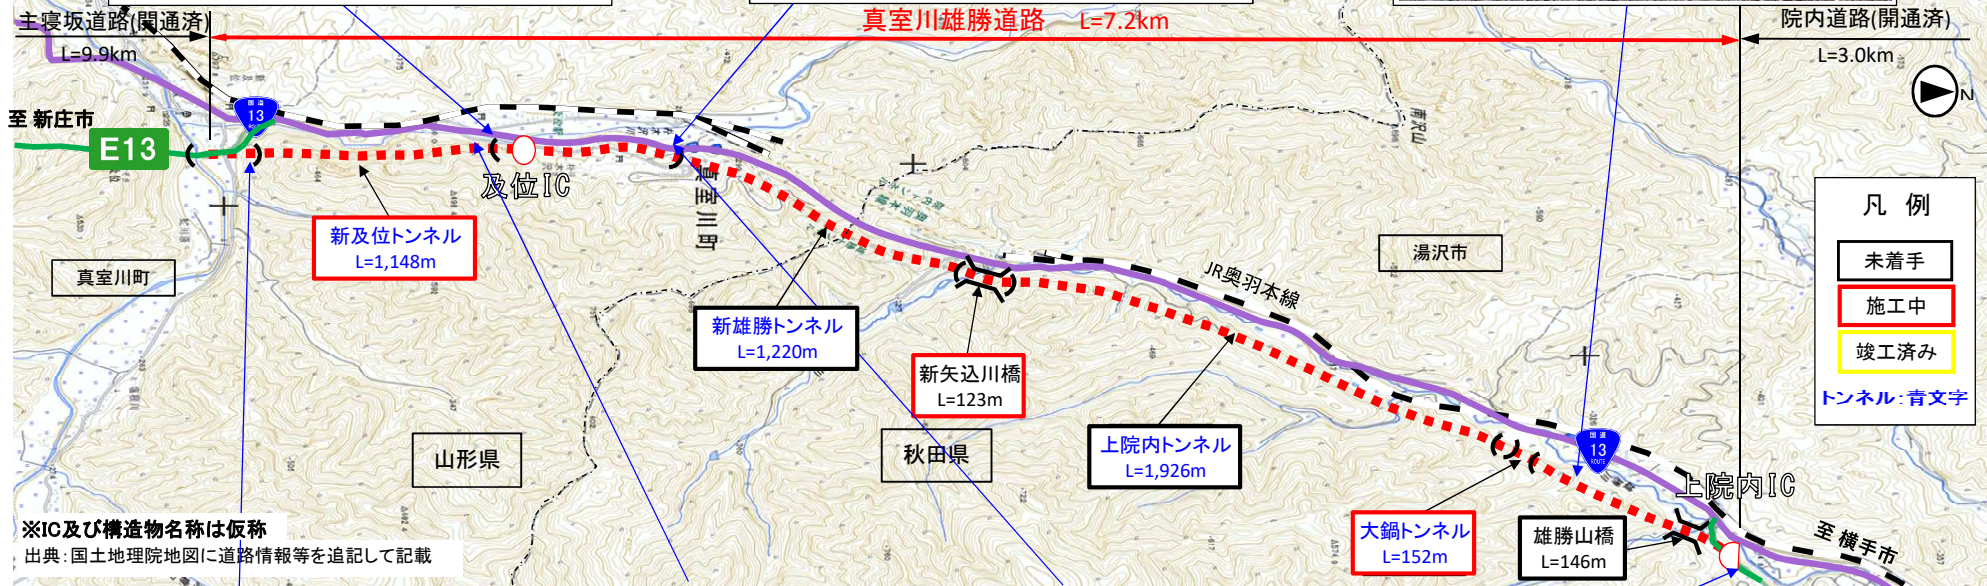 主寝坂道路(開通済)
L=9.9km
真室川雄勝道路 L=7.2km
院内道路(開通済)
L=3.0km
N
至 新庄市
E13
国道
13
ROUTE
及位IC
真室川町
新及位トンネル
L=1,148m
真室川町
新雄勝トンネル
L=1,220m
新矢込川橋
L=123m
JR奥羽本線
湯沢市
凡 例
未着手
施工中
竣工済み
トンネル:青文字
山形県
秋田県
上院内トンネル
L=1,926m
国道
13
ROUTE
上院内IC
大鍋トンネル
L=152m
雄勝山橋
L=146m
至 横手市
※IC及び構造物名称は仮称
出典:国土地理院地図に道路情報等を追記して記載